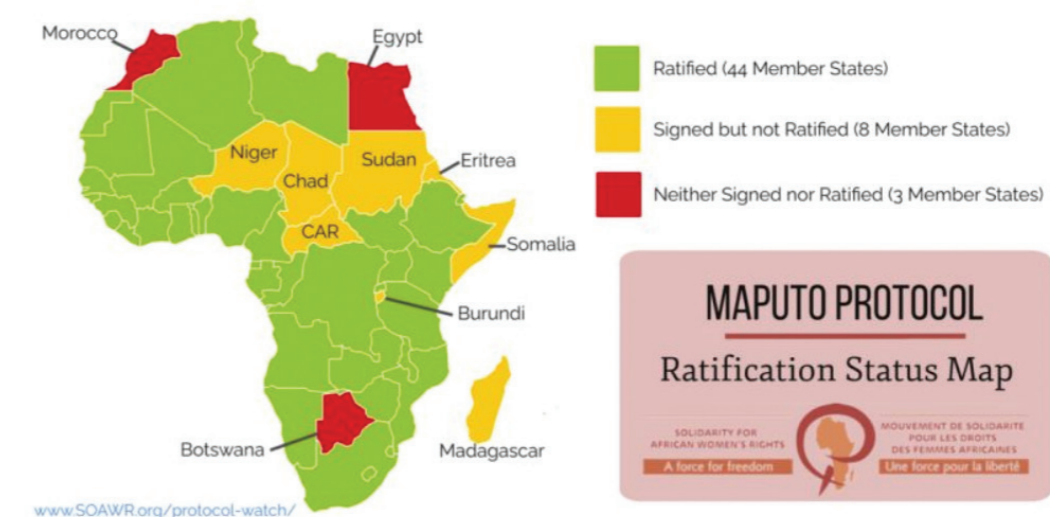 Morocco
Egypt
Niger
Chad
Sudan
Eritrea
CAR
Somalia
Burundi
Botswana
Madagascar
www.SOAWR.org/protocol-watch/
Ratified (44 Member States)
Signed but not Ratified (8 Member States)
Neither Signed nor Ratified (3 Member States)
MAPUTO PROTOCOL
Ratification Status Map
SOLIDARITY FOR
AFRICAN WOMEN'S RIGHTS
A force for freedom
MOUVEMENT DE SOLIDARITE
POUR LES DROITS
DES FEMMES AFRICAINES
Une force pour la liberté